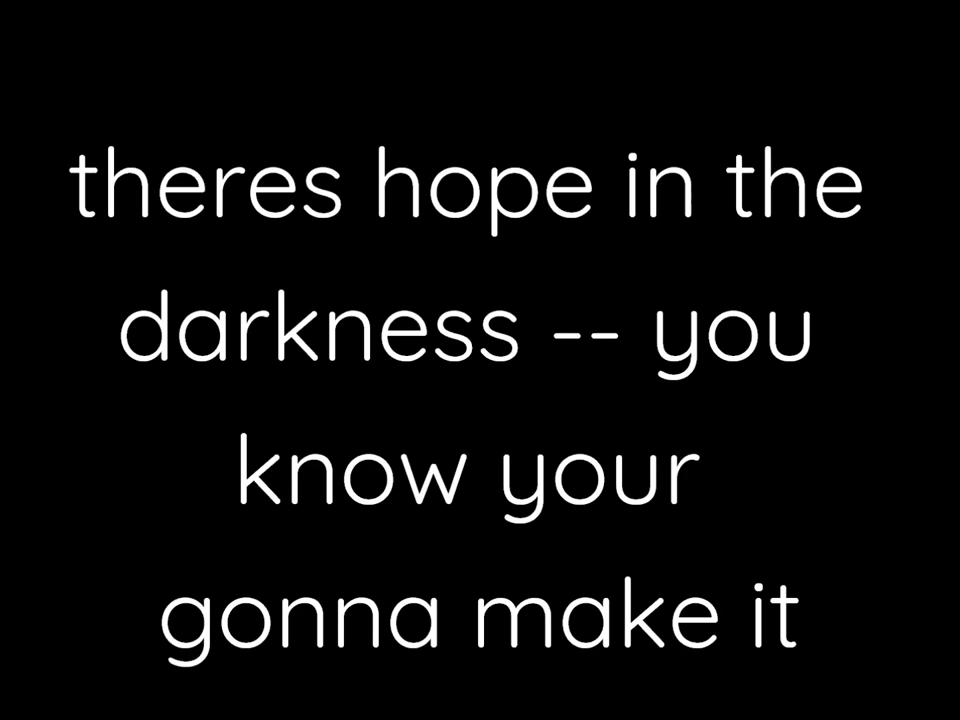 theres hope in the
darkness -- you
know your
gonna make it